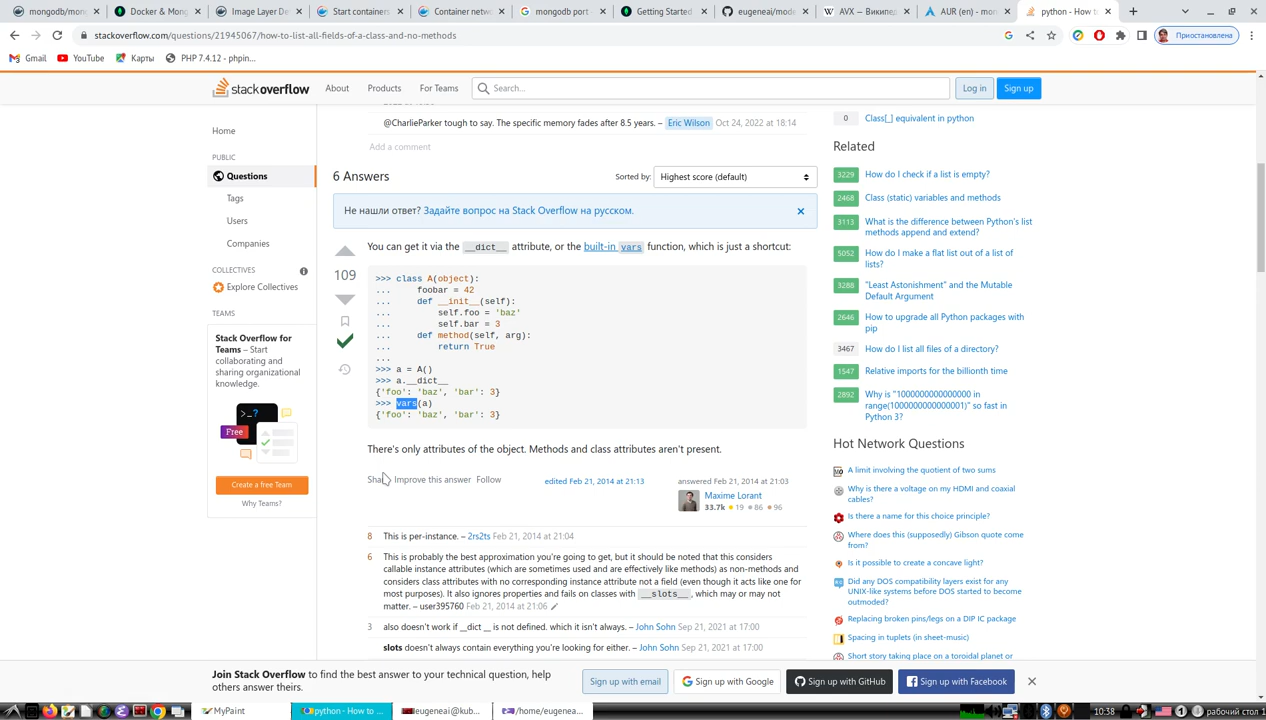 mongodb/mon
Docker & Mong
Image Layer De
Start containers
Container netw
mongodb port
Getting Started
eugeneai/mode
AVX — Википед
AUR (en) - mon
python - How to
stackoverflow.com/questions/21945067/how-to-list-all-fields-of-a-class-and-no-methods
Приостановлена
Gmail
YouTube
Карты
PHP 7.4.12 - phpin...
stackoverflow
About
Products
For Teams
Search...
Log in
Sign up
Home
PUBLIC
Questions
Tags
Users
Companies
COLLECTIVES
Explore Collectives
TEAMS
Stack Overflow for
Teams – Start
collaborating and
sharing organizational
knowledge.
>_?
Free
Create a free Team
Why Teams?
@CharlieParker tough to say. The specific memory fades after 8.5 years. – Eric Wilson Oct 24, 2022 at 18:14
Add a comment
6 Answers
Sorted by:
Highest score (default)
Не нашли ответ? Задайте вопрос на Stack Overflow на русском.
109
You can get it via the __dict__ attribute, or the built-in vars function, which is just a shortcut:
>>> class A(object):
...     foobar = 42
...     def __init__(self):
...         self.foo = 'baz'
...         self.bar = 3
...     def method(self, arg):
...         return True
...
>>> a = A()
>>> a.__dict__
{'foo': 'baz', 'bar': 3}
>>> vars(a)
{'foo': 'baz', 'bar': 3}
There's only attributes of the object. Methods and class attributes aren't present.
Share Improve this answer Follow
edited Feb 21, 2014 at 21:13
answered Feb 21, 2014 at 21:03
Maxime Lorant
33.7k 19 86 96
8 This is per-instance. – 2rs2ts Feb 21, 2014 at 21:04
6 This is probably the best approximation you're going to get, but it should be noted that this considers
callable instance attributes (which are sometimes used and are effectively like methods) as non-methods and
considers class attributes with no corresponding instance attribute not a field (even though it acts like one for
most purposes). It also ignores properties and fails on classes with __slots__, which may or may not
matter. – user395760 Feb 21, 2014 at 21:06
3 also doesn't work if __dict __ is not defined. which it isn't always. – John Sohn Sep 21, 2021 at 17:00
slots doesn't always contain everything you're looking for either. – John Sohn Sep 21, 2021 at 17:00
0 Class[_] equivalent in python
Related
3229 How do I check if a list is empty?
2468 Class (static) variables and methods
3113 What is the difference between Python's list
methods append and extend?
5052 How do I make a flat list out of a list of
lists?
3288 "Least Astonishment" and the Mutable
Default Argument
2646 How to upgrade all Python packages with
pip
3467 How do I list all files of a directory?
1547 Relative imports for the billionth time
2892 Why is "1000000000000000 in
range(1000000000000001)" so fast in
Python 3?
Hot Network Questions
A limit involving the quotient of two sums
Why is there a voltage on my HDMI and coaxial
cables?
Is there a name for this choice principle?
Where does this (supposedly) Gibson quote come
from?
Is it possible to create a concave light?
Did any DOS compatibility layers exist for any
UNIX-like systems before DOS started to become
outmoded?
Replacing broken pins/legs on a DIP IC package
Spacing in tuplets (in sheet-music)
Short story taking place on a toroidal planet or
Join Stack Overflow to find the best answer to your technical question, help
others answer theirs.
Sign up with email
Sign up with Google
Sign up with GitHub
Sign up with Facebook
MyPaint
python - How to ...
eugeneai@kub...
/home/eugenea...
10:38
рабочий стол 1